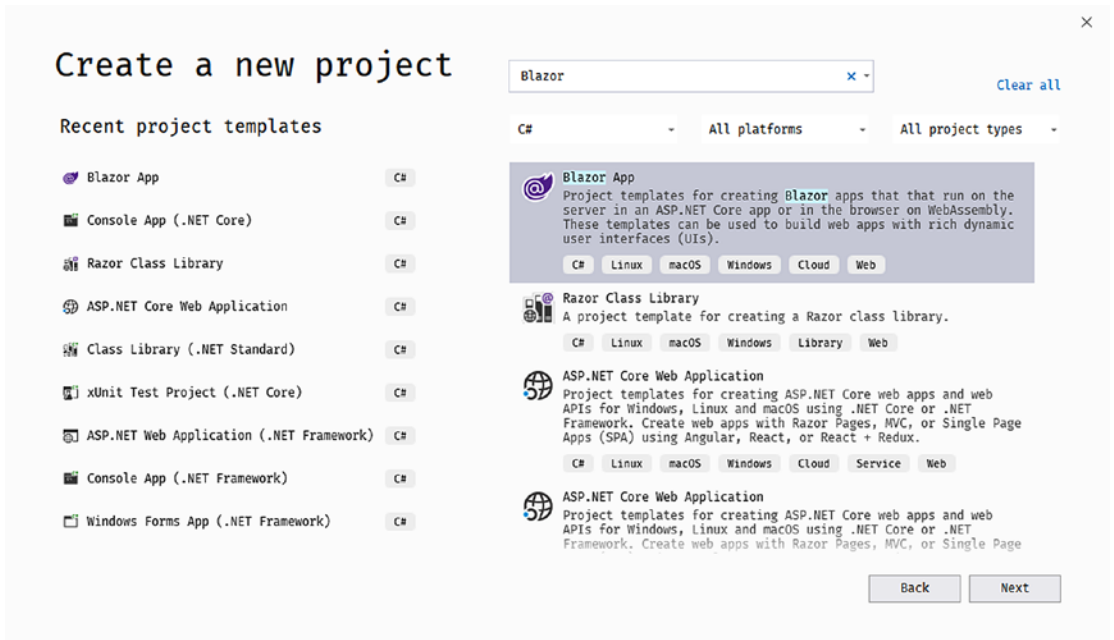 Create a new project
Recent project templates
Blazor App C#
Console App (.NET Core) C#
Razor Class Library C#
ASP.NET Core Web Application C#
Class Library (.NET Standard) C#
xUnit Test Project (.NET Core) C#
ASP.NET Web Application (.NET Framework) C#
Console App (.NET Framework) C#
Windows Forms App (.NET Framework) C#
Blazor
Clear all
C# All platforms All project types
Blazor App
Project templates for creating Blazor apps that that run on the
server in an ASP.NET Core app or in the browser on WebAssembly.
These templates can be used to build web apps with rich dynamic
user interfaces (UIs).
C# Linux macOS Windows Cloud Web
Razor Class Library
A project template for creating a Razor class library.
C# Linux macOS Windows Library Web
ASP.NET Core Web Application
Project templates for creating ASP.NET Core web apps and web
APIs for Windows, Linux and macOS using .NET Core or .NET
Framework. Create web apps with Razor Pages, MVC, or Single Page
Apps (SPA) using Angular, React, or React + Redux.
C# Linux macOS Windows Cloud Service Web
ASP.NET Core Web Application
Project templates for creating ASP.NET Core web apps and web
APIs for Windows, Linux and macOS using .NET Core or .NET
Framework. Create web apps with Razor Pages, MVC, or Single Page
Back Next